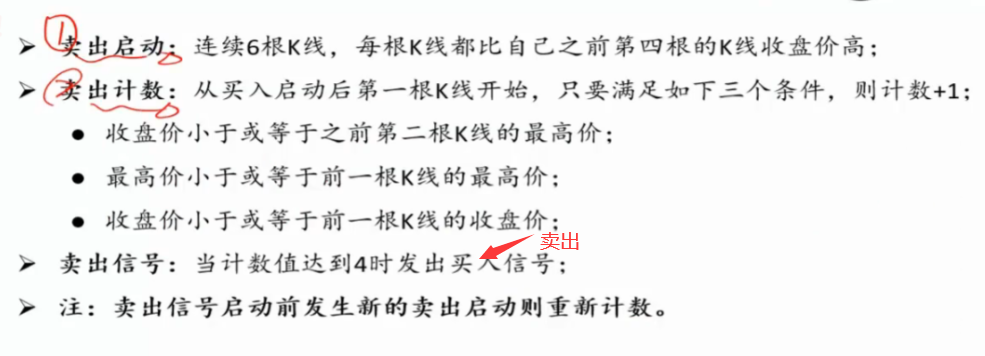 ①
➤ 卖出启动：连续6根K线，每根K线都比自己之前第四根的K线收盘价高；
② ➤ 卖出计数：从买入启动后第一根K线开始，只要满足如下三个条件，则计数+1；
● 收盘价小于或等于之前第二根K线的最高价；
● 最高价小于或等于前一根K线的最高价；
● 收盘价小于或等于前一根K线的收盘价；
卖出
➤ 卖出信号：当计数值达到4时发出买入信号；
➤ 注：卖出信号启动前发生新的卖出启动则重新计数。